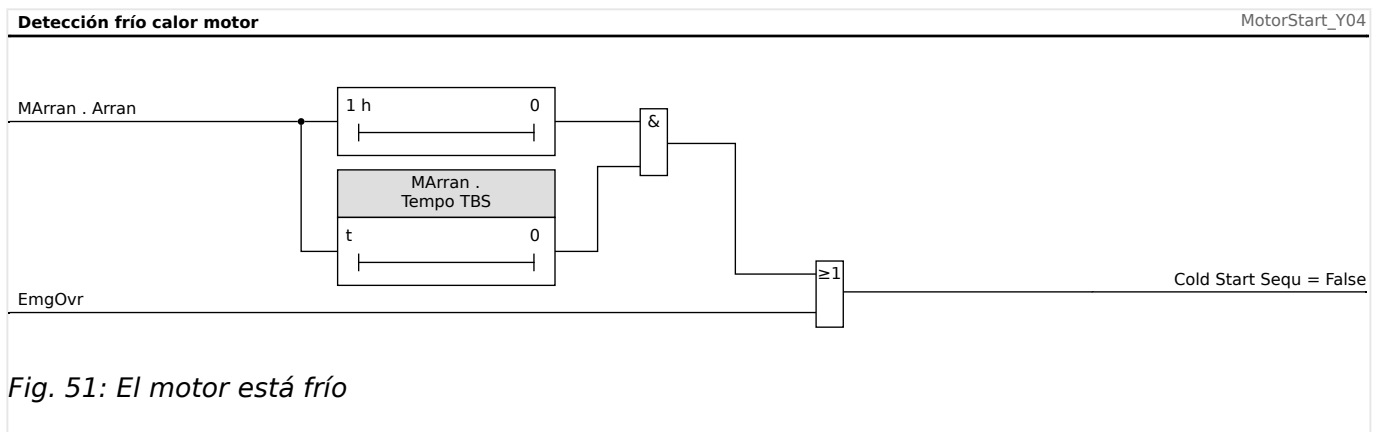 Detección frío calor motor
MotorStart_Y04
MArran . Arran
1 h 0
&
MArran .
Tempo TBS
t 0
≥1
Cold Start Sequ = False
EmgOvr
Fig. 51: El motor está frío